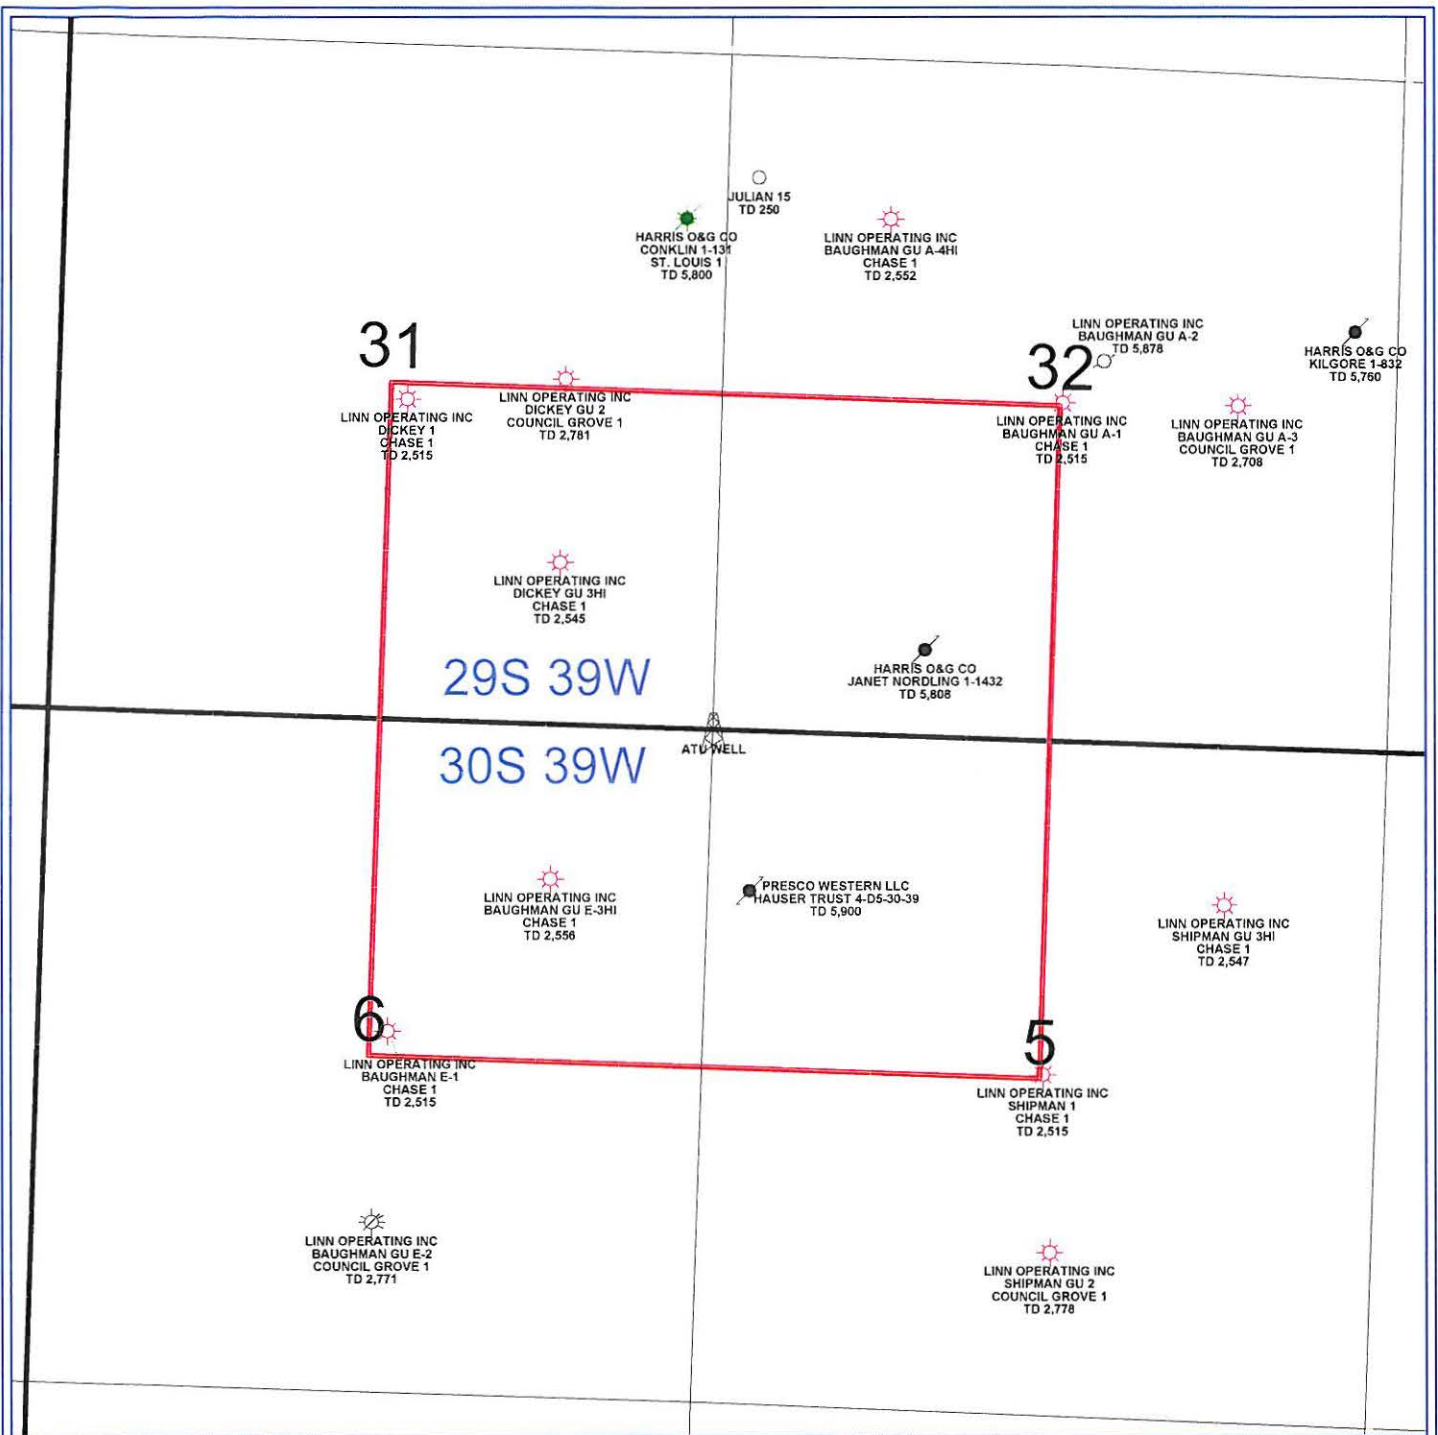 JULIAN 15
TD 250
HARRIS O&G CO
CONKLIN 1-131
ST. LOUIS 1
TD 5,800
LINN OPERATING INC
BAUGHMAN GU A-4HI
CHASE 1
TD 2,552
31
32
LINN OPERATING INC
BAUGHMAN GU A-2
TD 5,878
HARRIS O&G CO
KILGORE 1-832
TD 5,760
LINN OPERATING INC
DICKEY 1
CHASE 1
TD 2,515
LINN OPERATING INC
DICKEY GU 2
COUNCIL GROVE 1
TD 2,781
LINN OPERATING INC
BAUGHMAN GU A-1
CHASE 1
TD 2,515
LINN OPERATING INC
BAUGHMAN GU A-3
COUNCIL GROVE 1
TD 2,708
LINN OPERATING INC
DICKEY GU 3HI
CHASE 1
TD 2,545
29S 39W
HARRIS O&G CO
JANET NORDLING 1-1432
TD 5,808
30S 39W
ATU WELL
LINN OPERATING INC
BAUGHMAN GU E-3HI
CHASE 1
TD 2,556
PRESCO WESTERN LLC
HAUSER TRUST 4-D5-30-39
TD 5,900
LINN OPERATING INC
SHIPMAN GU 3HI
CHASE 1
TD 2,547
6
5
LINN OPERATING INC
BAUGHMAN E-1
CHASE 1
TD 2,515
LINN OPERATING INC
SHIPMAN 1
CHASE 1
TD 2,515
LINN OPERATING INC
BAUGHMAN GU E-2
COUNCIL GROVE 1
TD 2,771
LINN OPERATING INC
SHIPMAN GU 2
COUNCIL GROVE 1
TD 2,778